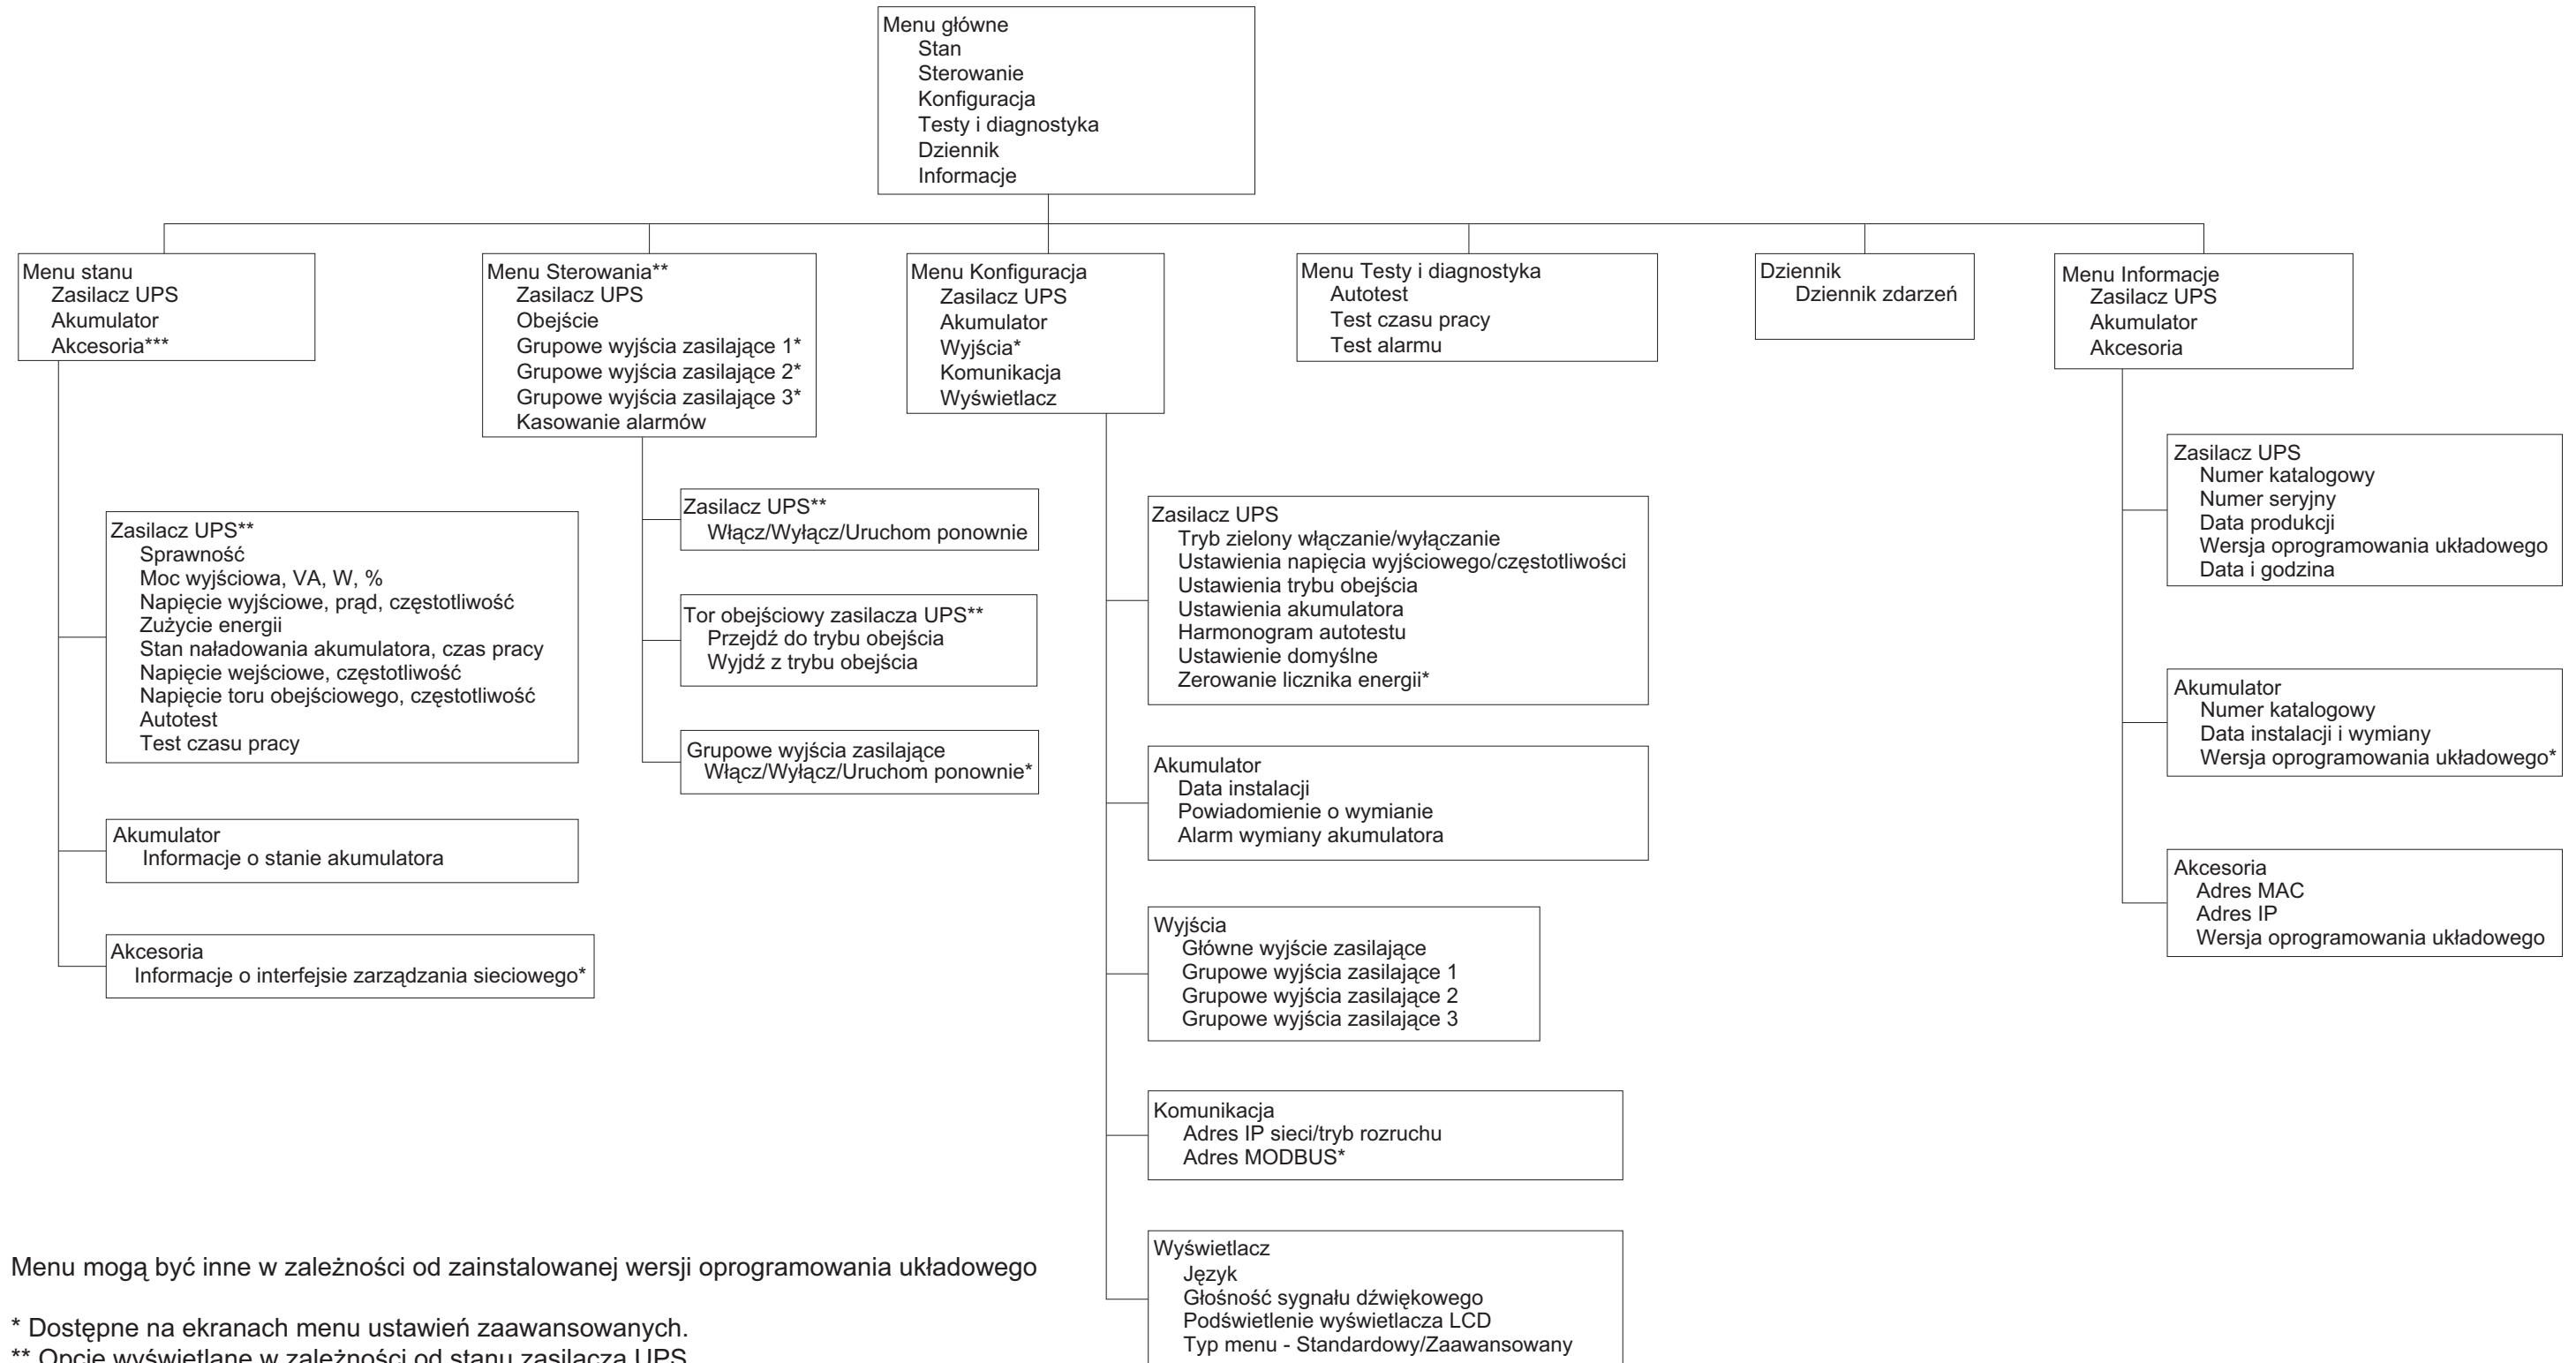 Menu główne
Stan
Sterowanie
Konfiguracja
Testy i diagnostyka
Dziennik
Informacje
Menu stanu
Zasilacz UPS
Akumulator
Akcesoria***
Zasilacz UPS**
Sprawność
Moc wyjściowa, VA, W, %
Napięcie wyjściowe, prąd, częstotliwość
Zużycie energii
Stan naładowania akumulatora, czas pracy
Napięcie wejściowe, częstotliwość
Napięcie toru obejściowego, częstotliwość
Autotest
Test czasu pracy
Akumulator
Informacje o stanie akumulatora
Akcesoria
Informacje o interfejsie zarządzania sieciowego*
Menu Sterowania**
Zasilacz UPS
Obejście
Grupowe wyjścia zasilające 1*
Grupowe wyjścia zasilające 2*
Grupowe wyjścia zasilające 3*
Kasowanie alarmów
Zasilacz UPS**
Włącz/Wyłącz/Uruchom ponownie
Tor obejściowy zasilacza UPS**
Przejdź do trybu obejścia
Wyjdź z trybu obejścia
Grupowe wyjścia zasilające
Włącz/Wyłącz/Uruchom ponownie*
Menu Konfiguracja
Zasilacz UPS
Akumulator
Wyjścia*
Komunikacja
Wyświetlacz
Zasilacz UPS
Tryb zielony włączanie/wyłączanie
Ustawienia napięcia wyjściowego/częstotliwości
Ustawienia trybu obejścia
Ustawienia akumulatora
Harmonogram autotestu
Ustawienie domyślne
Zerowanie licznika energii*
Akumulator
Data instalacji
Powiadomienie o wymianie
Alarm wymiany akumulatora
Wyjścia
Główne wyjście zasilające
Grupowe wyjścia zasilające 1
Grupowe wyjścia zasilające 2
Grupowe wyjścia zasilające 3
Komunikacja
Adres IP sieci/tryb rozruchu
Adres MODBUS*
Wyświetlacz
Język
Głośność sygnału dźwiękowego
Podświetlenie wyświetlacza LCD
Typ menu - Standardowy/Zaawansowany
Menu Testy i diagnostyka
Autotest
Test czasu pracy
Test alarmu
Dziennik
Dziennik zdarzeń
Menu Informacje
Zasilacz UPS
Akumulator
Akcesoria
Zasilacz UPS
Numer katalogowy
Numer seryjny
Data produkcji
Wersja oprogramowania układowego
Data i godzina
Akumulator
Numer katalogowy
Data instalacji i wymiany
Wersja oprogramowania układowego*
Akcesoria
Adres MAC
Adres IP
Wersja oprogramowania układowego
Menu mogą być inne w zależności od zainstalowanej wersji oprogramowania układowego
* Dostępne na ekranach menu ustawień zaawansowanych.
** Opcje wyświetlane w zależności od stanu zasilacza UPS